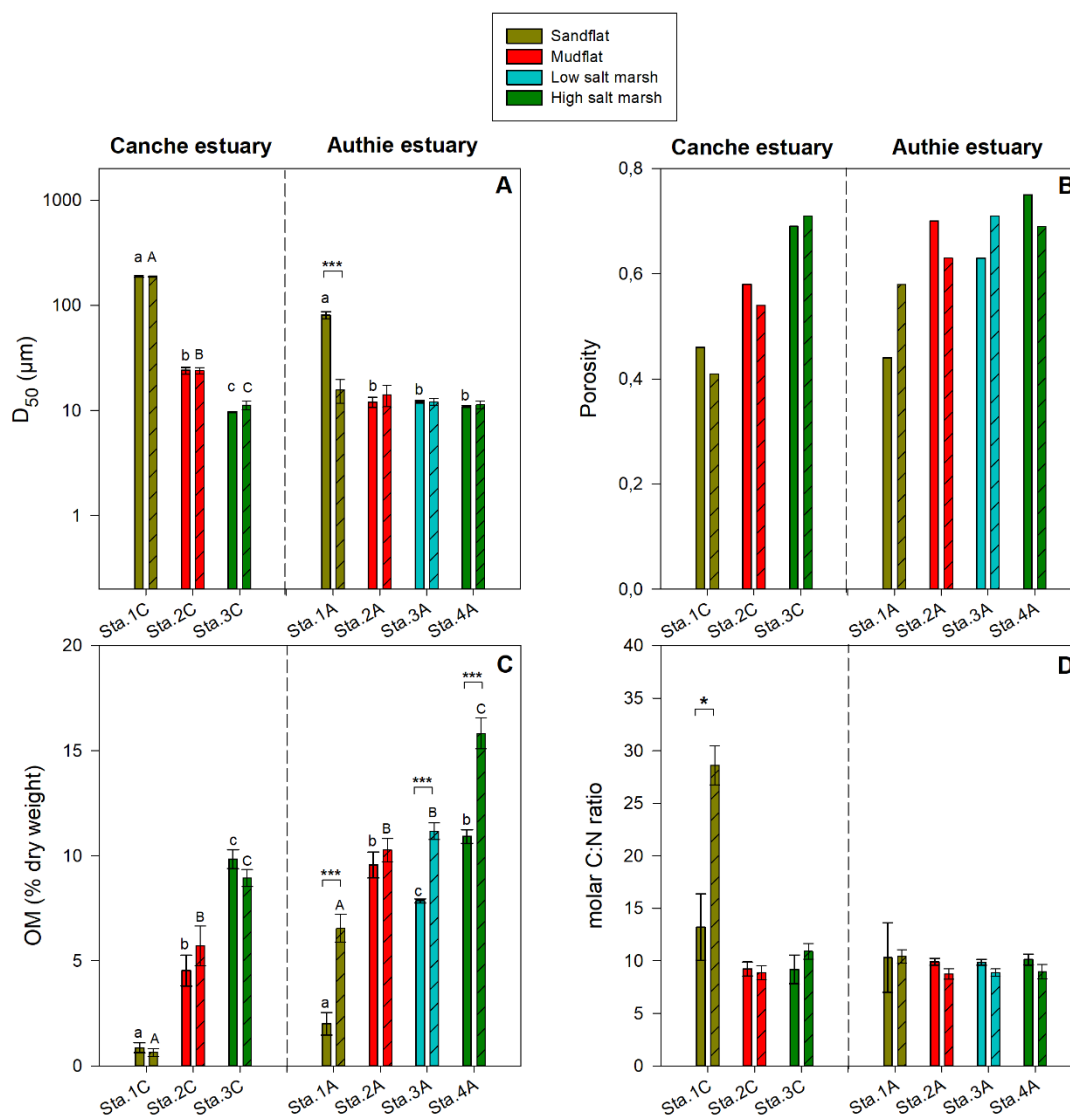 Sandflat
Mudflat
Low salt marsh
High salt marsh
Canche estuary Authie estuary
A
D50 (µm)
1000
100
10
1
a A
b B
c C
***
a
b
b
b
Sta.1C Sta.2C Sta.3C Sta.1A Sta.2A Sta.3A Sta.4A
Canche estuary Authie estuary
B
Porosity
0,8
0,6
0,4
0,2
0,0
Sta.1C Sta.2C Sta.3C Sta.1A Sta.2A Sta.3A Sta.4A
C
OM (% dry weight)
20
15
10
5
0
a A
b B
c C
***
a A
b B
***
c B
***
b C
Sta.1C Sta.2C Sta.3C Sta.1A Sta.2A Sta.3A Sta.4A
D
molar C:N ratio
40
35
30
25
20
15
10
5
0
*
Sta.1C Sta.2C Sta.3C Sta.1A Sta.2A Sta.3A Sta.4A